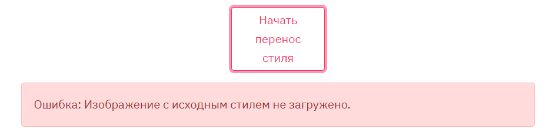 Начать
перенос
стиля
Ошибка: Изображение с исходным стилем не загружено.